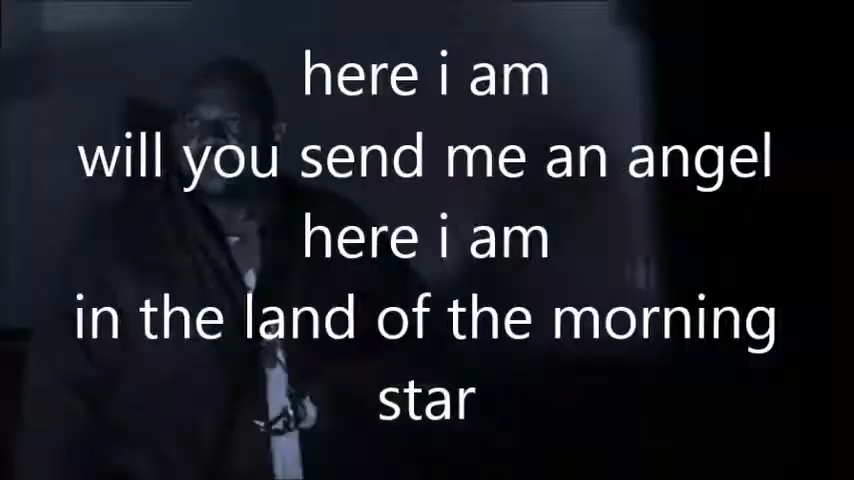 here i am
will you send me an angel
here i am
in the land of the morning
star